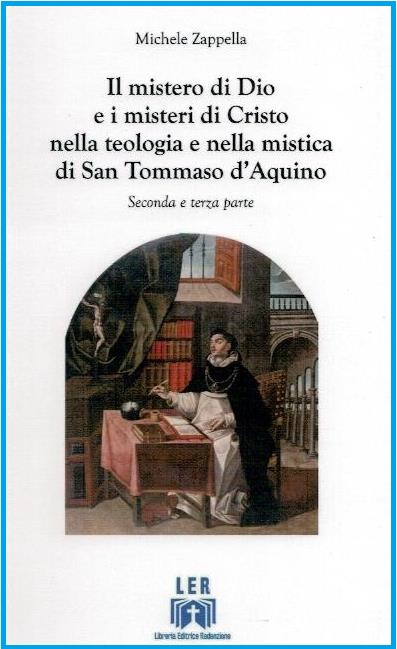 Michele Zappella
Il mistero di Dio
e i misteri di Cristo
nella teologia e nella mistica
di San Tommaso d'Aquino
Seconda e terza parte
LER
Libreria Editrice Redenzione